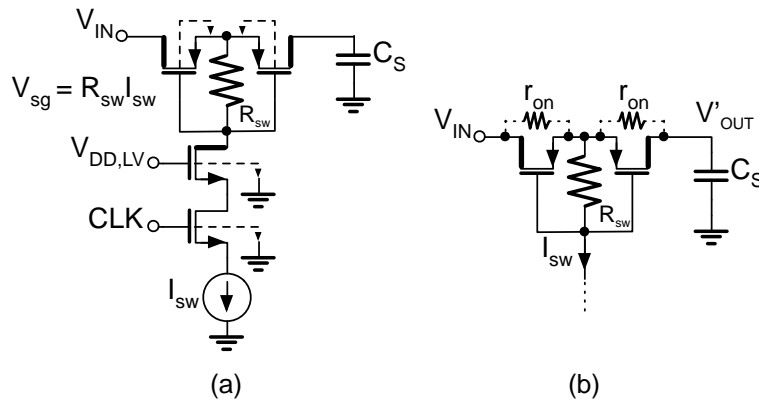 V_IN
C_S
V_sg = R_sw I_sw
R_sw
V_DD,LV
CLK
I_sw
(a)
r_on
r_on
V_IN
V'_OUT
C_S
R_sw
I_sw
(b)